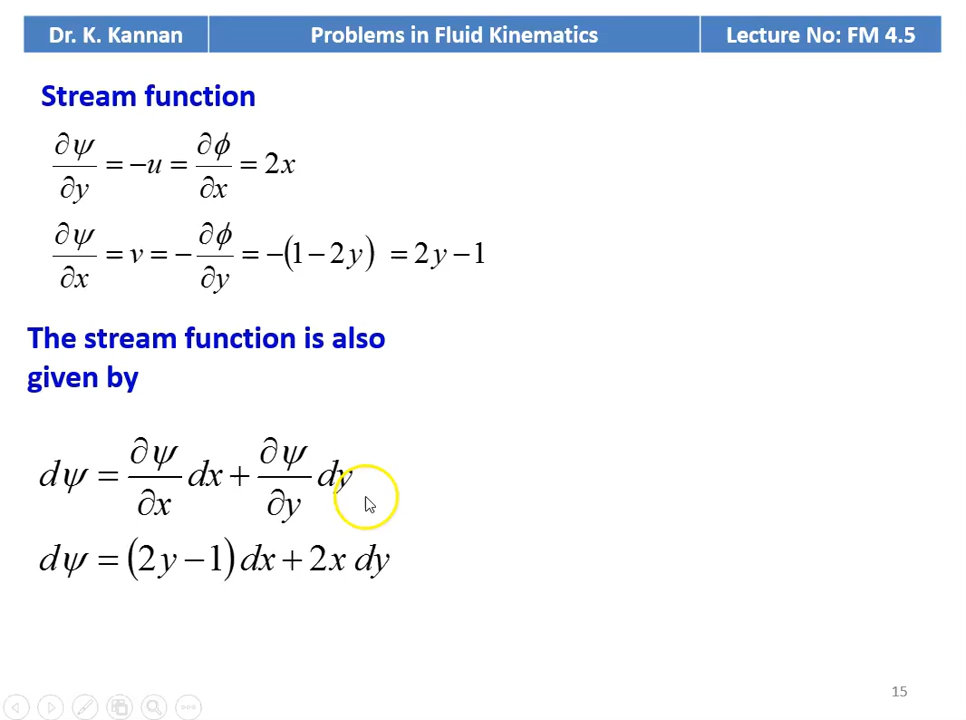 Dr. K. Kannan
Problems in Fluid Kinematics
Lecture No: FM 4.5
Stream function
∂ψ/∂y = −u = ∂ϕ/∂x = 2x
∂ψ/∂x = v = −∂ϕ/∂y = −(1−2y) = 2y−1
The stream function is also
given by
dψ = ∂ψ/∂x dx + ∂ψ/∂y dy
dψ = (2y−1) dx + 2x dy
15